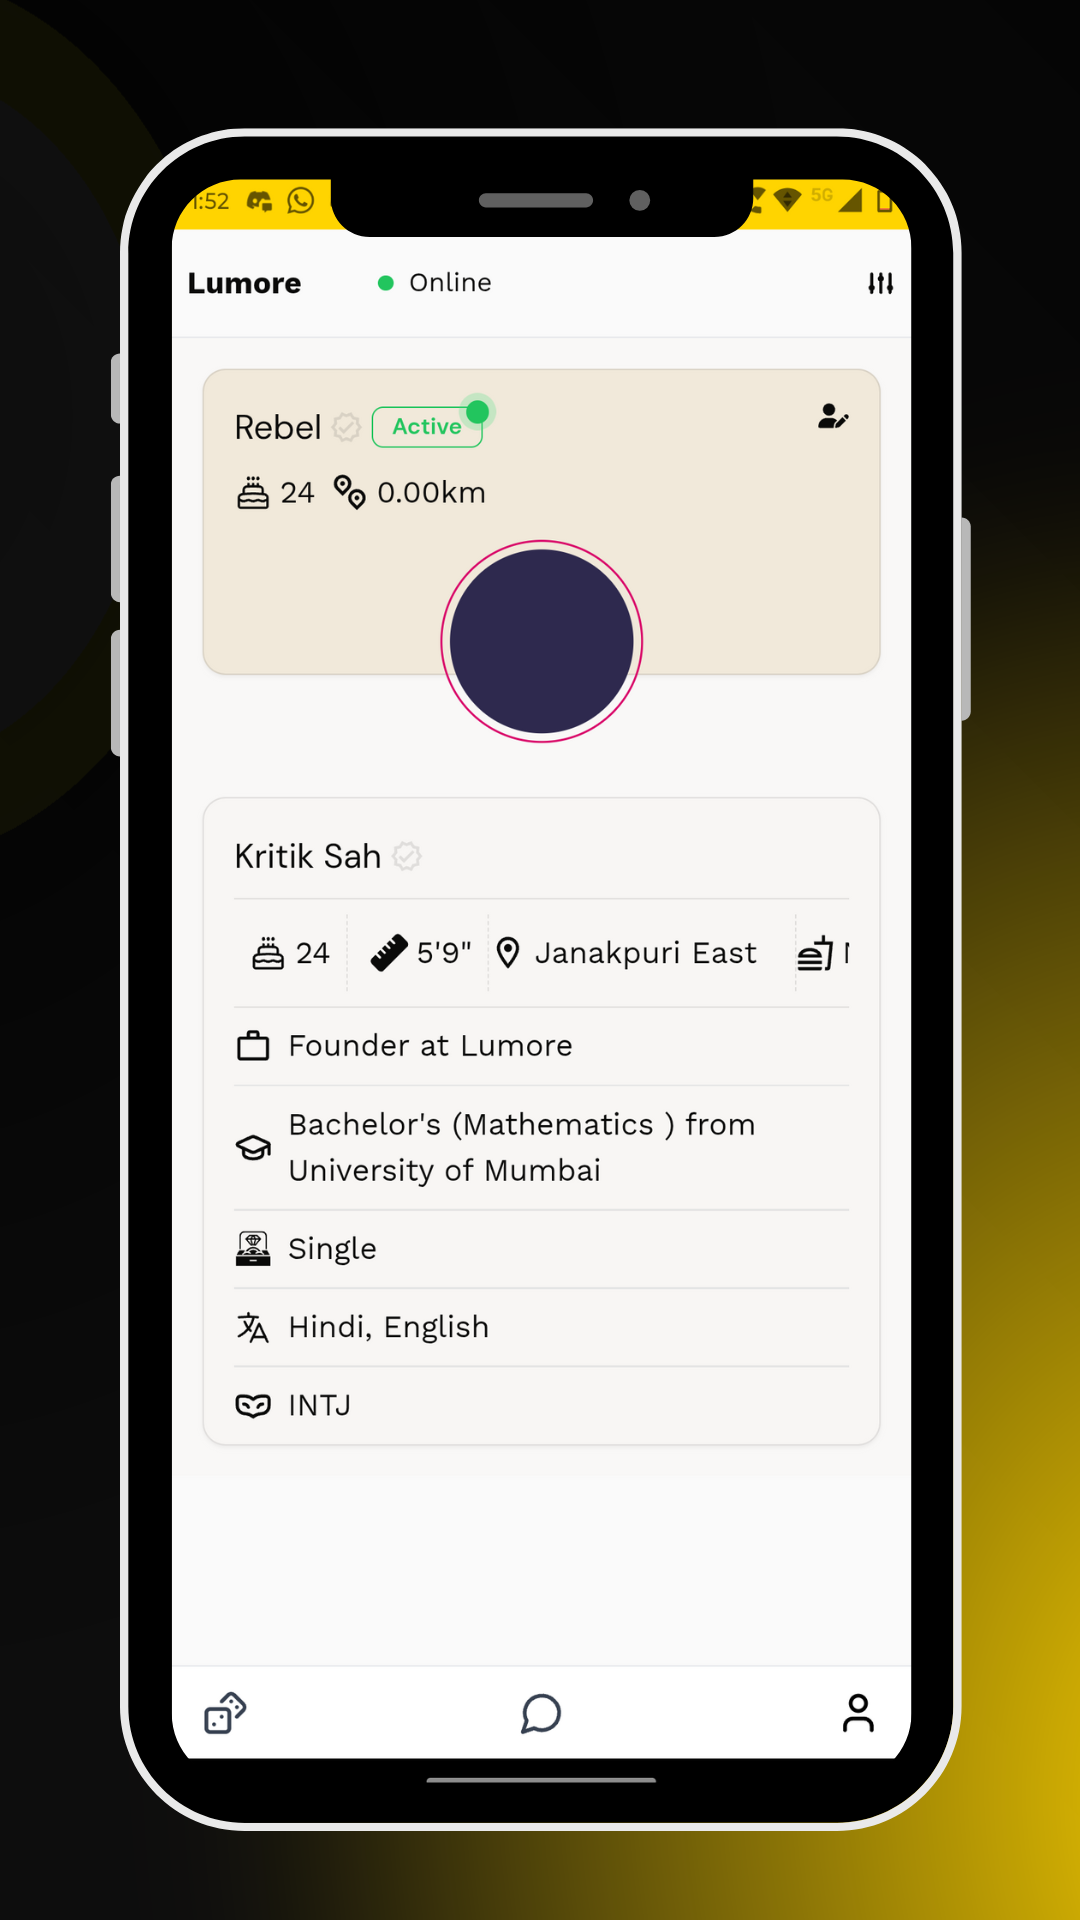 1:52
5G
Lumore
Online
Rebel
Active
24
0.00km
Kritik Sah
24
5'9"
Janakpuri East
Founder at Lumore
Bachelor's (Mathematics ) from
University of Mumbai
Single
Hindi, English
INTJ